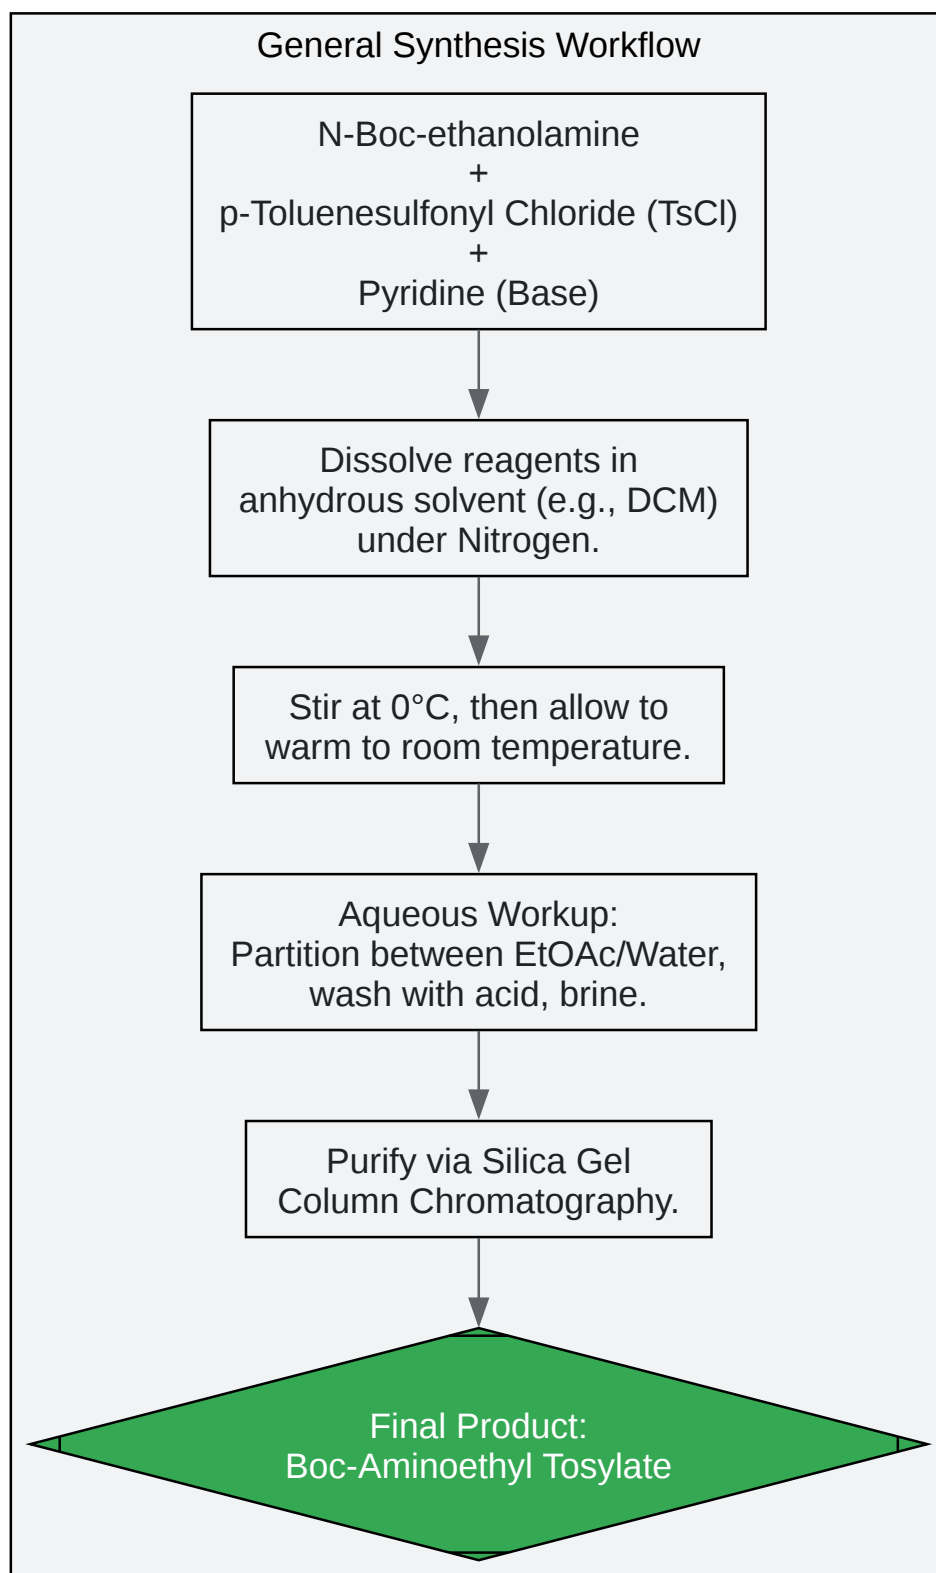 General Synthesis Workflow
N-Boc-ethanolamine
+
p-Toluenesulfonyl Chloride (TsCl)
+
Pyridine (Base)
Dissolve reagents in
anhydrous solvent (e.g., DCM)
under Nitrogen.
Stir at 0°C, then allow to
warm to room temperature.
Aqueous Workup:
Partition between EtOAc/Water,
wash with acid, brine.
Purify via Silica Gel
Column Chromatography.
Final Product:
Boc-Aminoethyl Tosylate